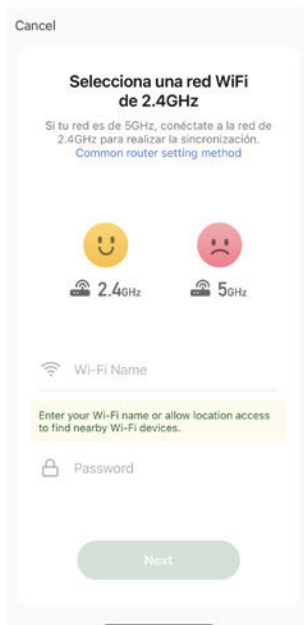 Cancel
Selecciona una red WiFi
de 2.4GHz
Si tu red es de 5GHz, conéctate a la red de
2.4GHz para realizar la sincronización.
Common router setting method
2.4GHz 5GHz
Wi-Fi Name
Enter your Wi-Fi name or allow location access
to find nearby Wi-Fi devices.
Password
Next